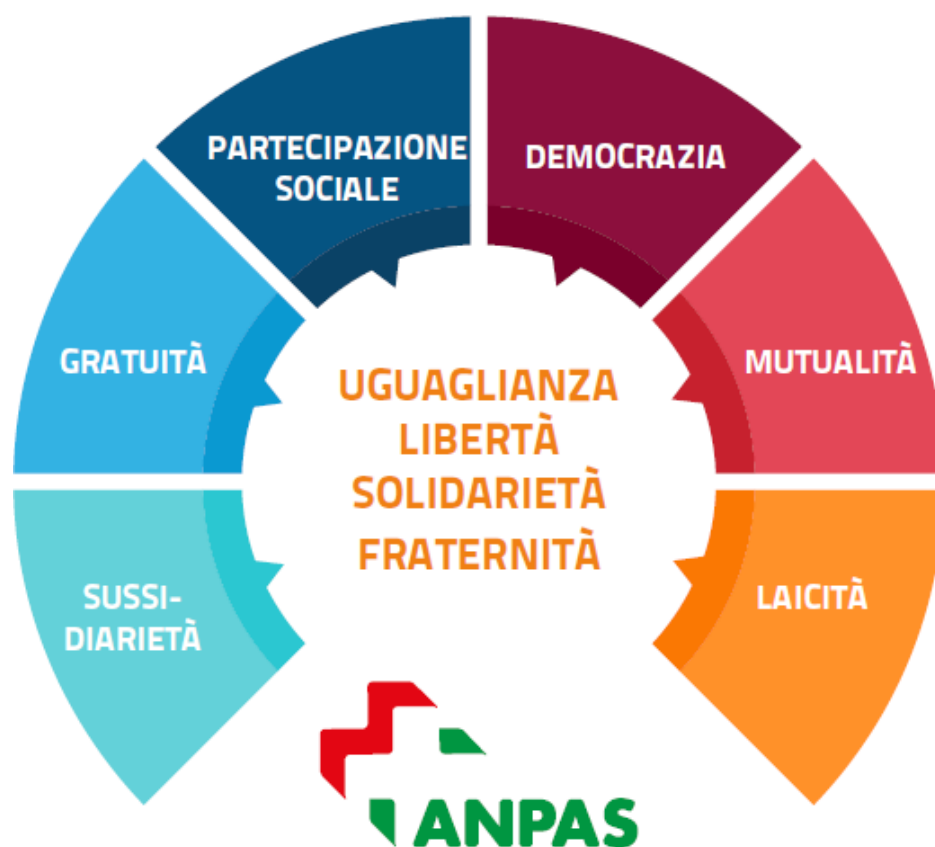 PARTECIPAZIONE
SOCIALE
DEMOCRAZIA
GRATUITÀ
MUTUALITÀ
UGUAGLIANZA
LIBERTÀ
SOLIDARIETÀ
FRATERNITÀ
SUSSI-
DIARIETÀ
LAICITÀ
ANPAS